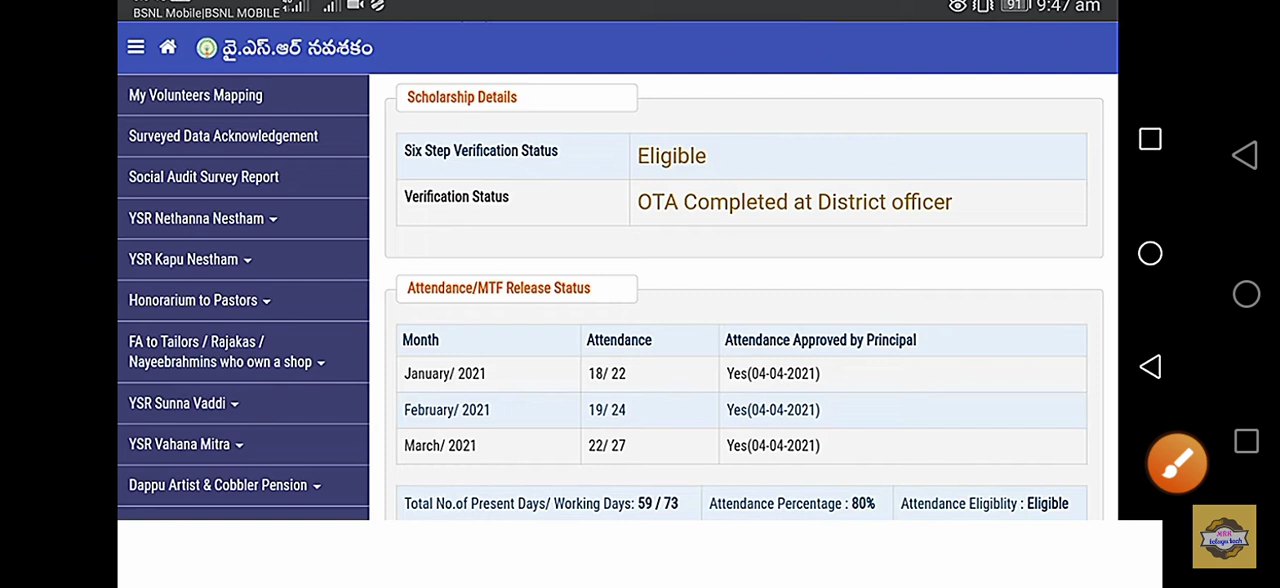 BSNL Mobile|BSNL MOBILE
91
9:47 am
వై.ఎస్.ఆర్ నవశకం
My Volunteers Mapping
Surveyed Data Acknowledgement
Social Audit Survey Report
YSR Nethanna Nestham
YSR Kapu Nestham
Honorarium to Pastors
FA to Tailors / Rajakas /
Nayeebrahmins who own a shop
YSR Sunna Vaddi
YSR Vahana Mitra
Dappu Artist & Cobbler Pension
Scholarship Details
Six Step Verification Status Eligible
Verification Status OTA Completed at District officer
Attendance/MTF Release Status
Month Attendance Attendance Approved by Principal
January/ 2021 18/ 22 Yes(04-04-2021)
February/ 2021 19/ 24 Yes(04-04-2021)
March/ 2021 22/ 27 Yes(04-04-2021)
Total No.of Present Days/ Working Days: 59 / 73 Attendance Percentage : 80% Attendance Eligiblity : Eligible
MRK
telugu tech